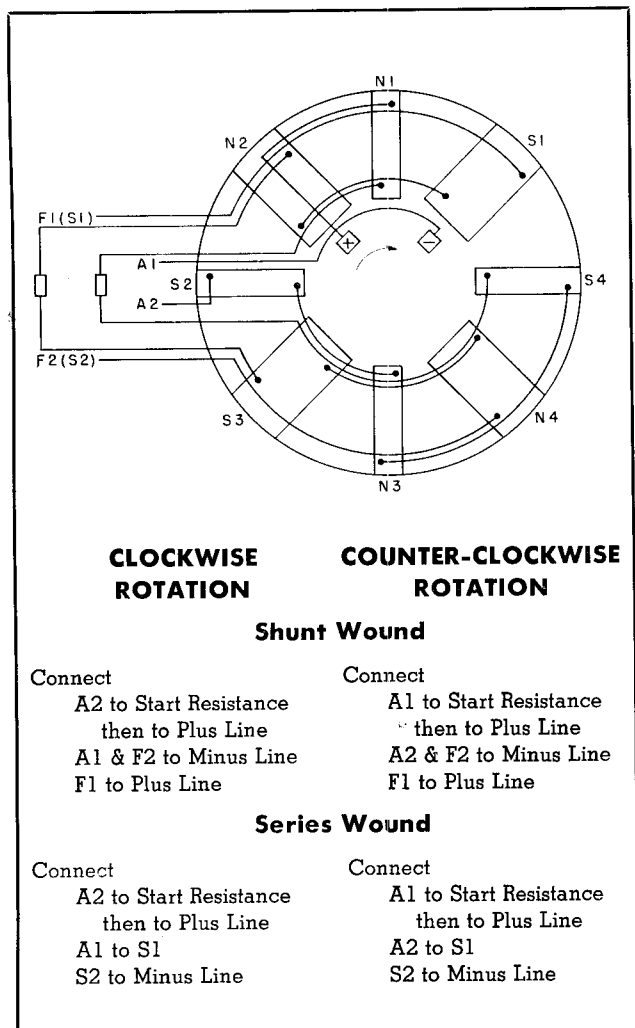 N1
N2
S1
F1(S1)
A1
+
−
S2
S4
A2
F2(S2)
S3
N4
N3
CLOCKWISE
ROTATION
COUNTER-CLOCKWISE
ROTATION
Shunt Wound
Connect
A2 to Start Resistance
then to Plus Line
A1 & F2 to Minus Line
F1 to Plus Line
Connect
A1 to Start Resistance
then to Plus Line
A2 & F2 to Minus Line
F1 to Plus Line
Series Wound
Connect
A2 to Start Resistance
then to Plus Line
A1 to S1
S2 to Minus Line
Connect
A1 to Start Resistance
then to Plus Line
A2 to S1
S2 to Minus Line